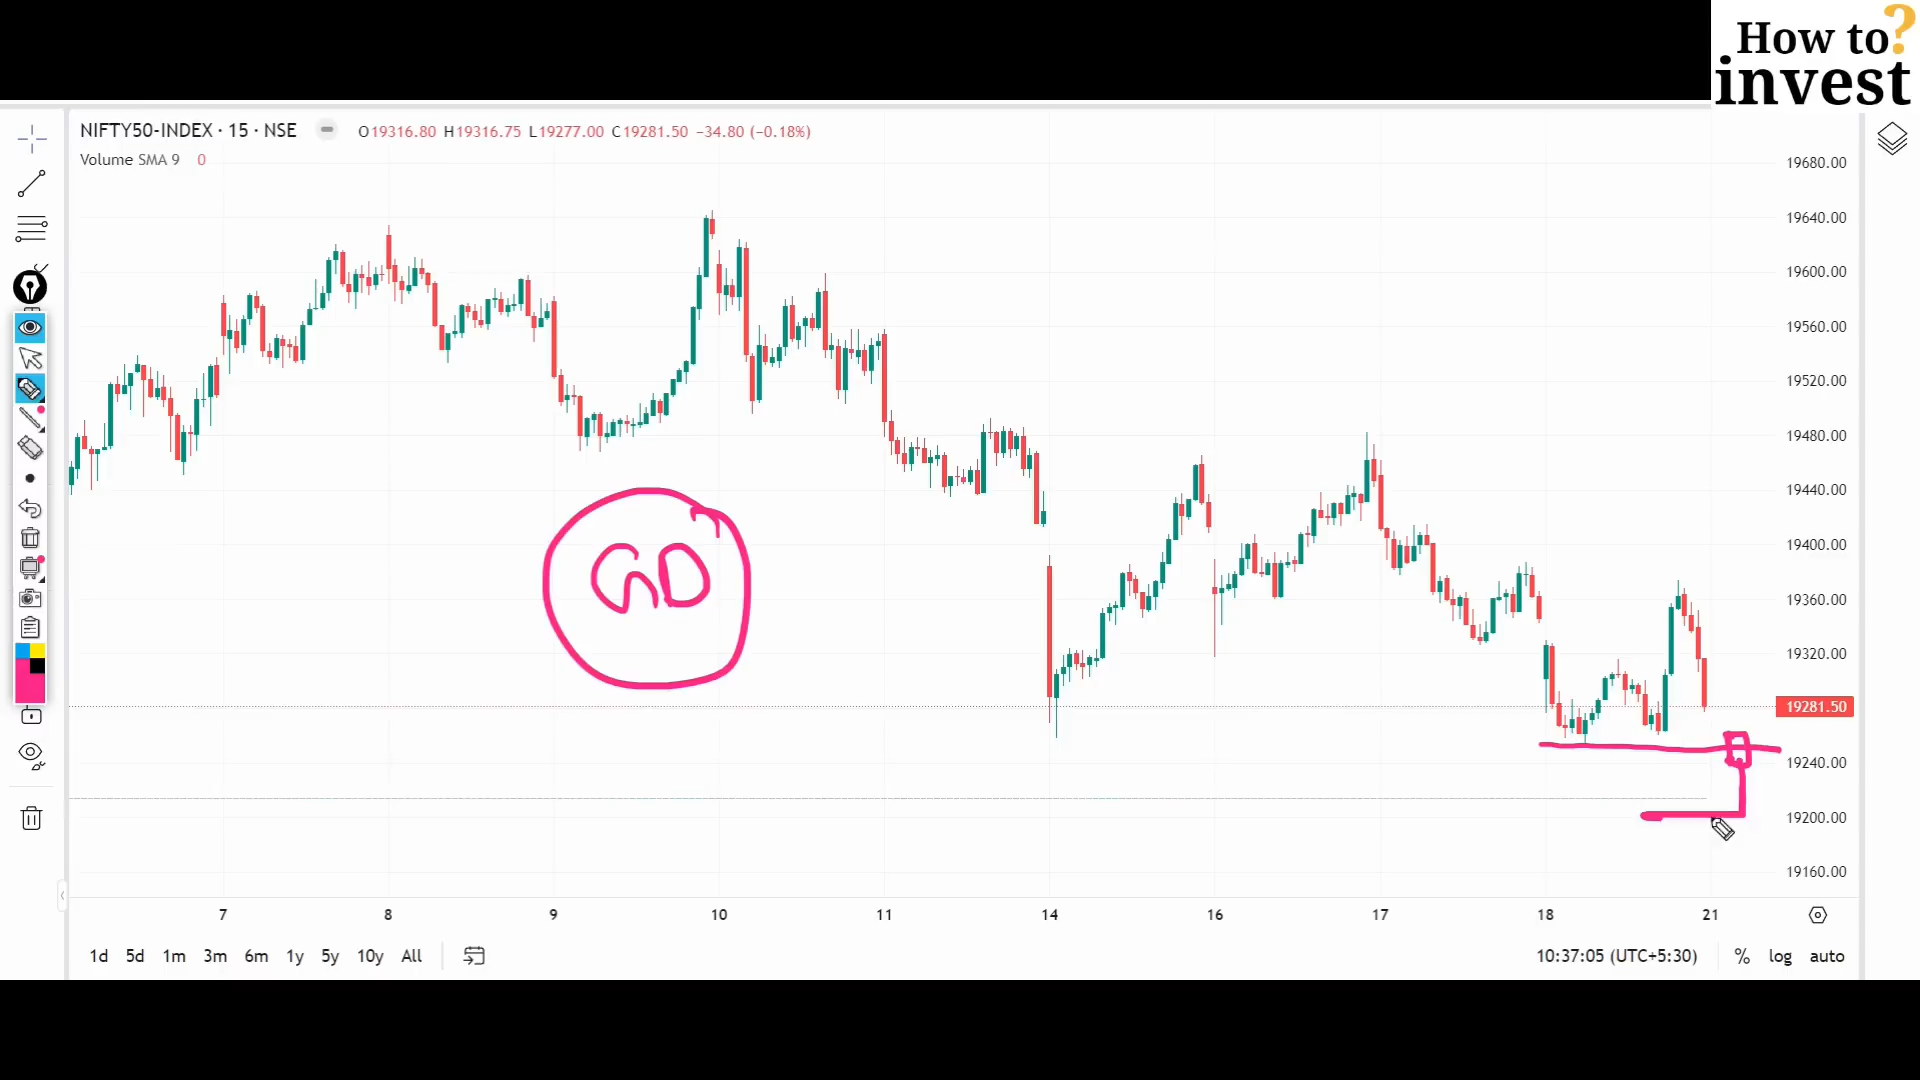 How to?
invest
NIFTY50-INDEX · 15 · NSE O19316.80 H19316.75 L19277.00 C19281.50 −34.80 (−0.18%)
Volume SMA 9 0
19680.00
19640.00
19600.00
19560.00
19520.00
19480.00
19440.00
19400.00
19360.00
19320.00
19281.50
19240.00
19200.00
19160.00
GD
7 8 9 10 11 14 16 17 18 21
1d 5d 1m 3m 6m 1y 5y 10y All 10:37:05 (UTC+5:30) % log auto